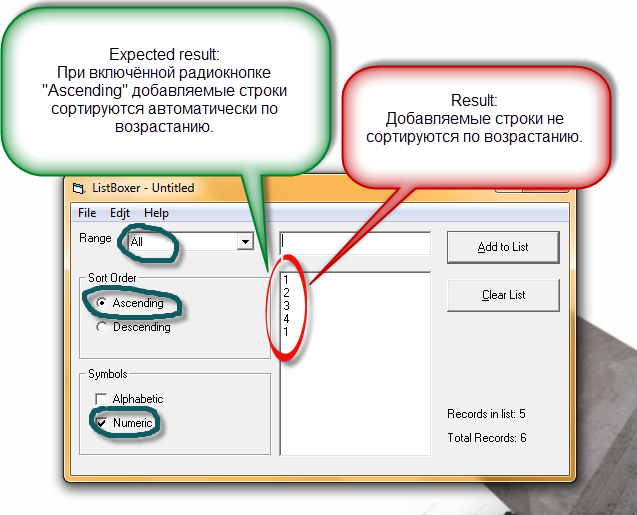 Expected result:
При включённой радиокнопке
"Ascending" добавляемые строки
сортируются автоматически по
возрастанию.
Result:
Добавляемые строки не
сортируются по возрастанию.
ListBoxer - Untitled
File Edjt Help
Range All
Add to List
Sort Order
Ascending
Descending
1
2
3
4
1
Clear List
Symbols
Alphabetic
Numeric
Records in list: 5
Total Records: 6